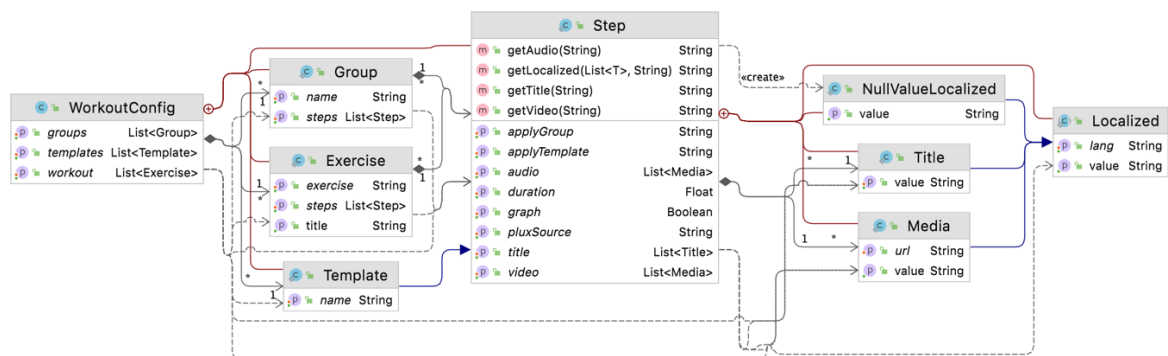 Step
getAudio(String) String
getLocalized(List<T>, String) String
getTitle(String) String
getVideo(String) String
applyGroup String
applyTemplate String
audio List<Media>
duration Float
graph Boolean
pluxSource String
title List<Title>
video List<Media>
Group
name String
steps List<Step>
WorkoutConfig
groups List<Group>
templates List<Template>
workout List<Exercise>
Exercise
exercise String
steps List<Step>
title String
Template
name String
«create»
NullValueLocalized
value String
Title
value String
Media
url String
value String
Localized
lang String
value String
1
*
*
1
*
1
1
*
*
1
*
1
*
1
1
*